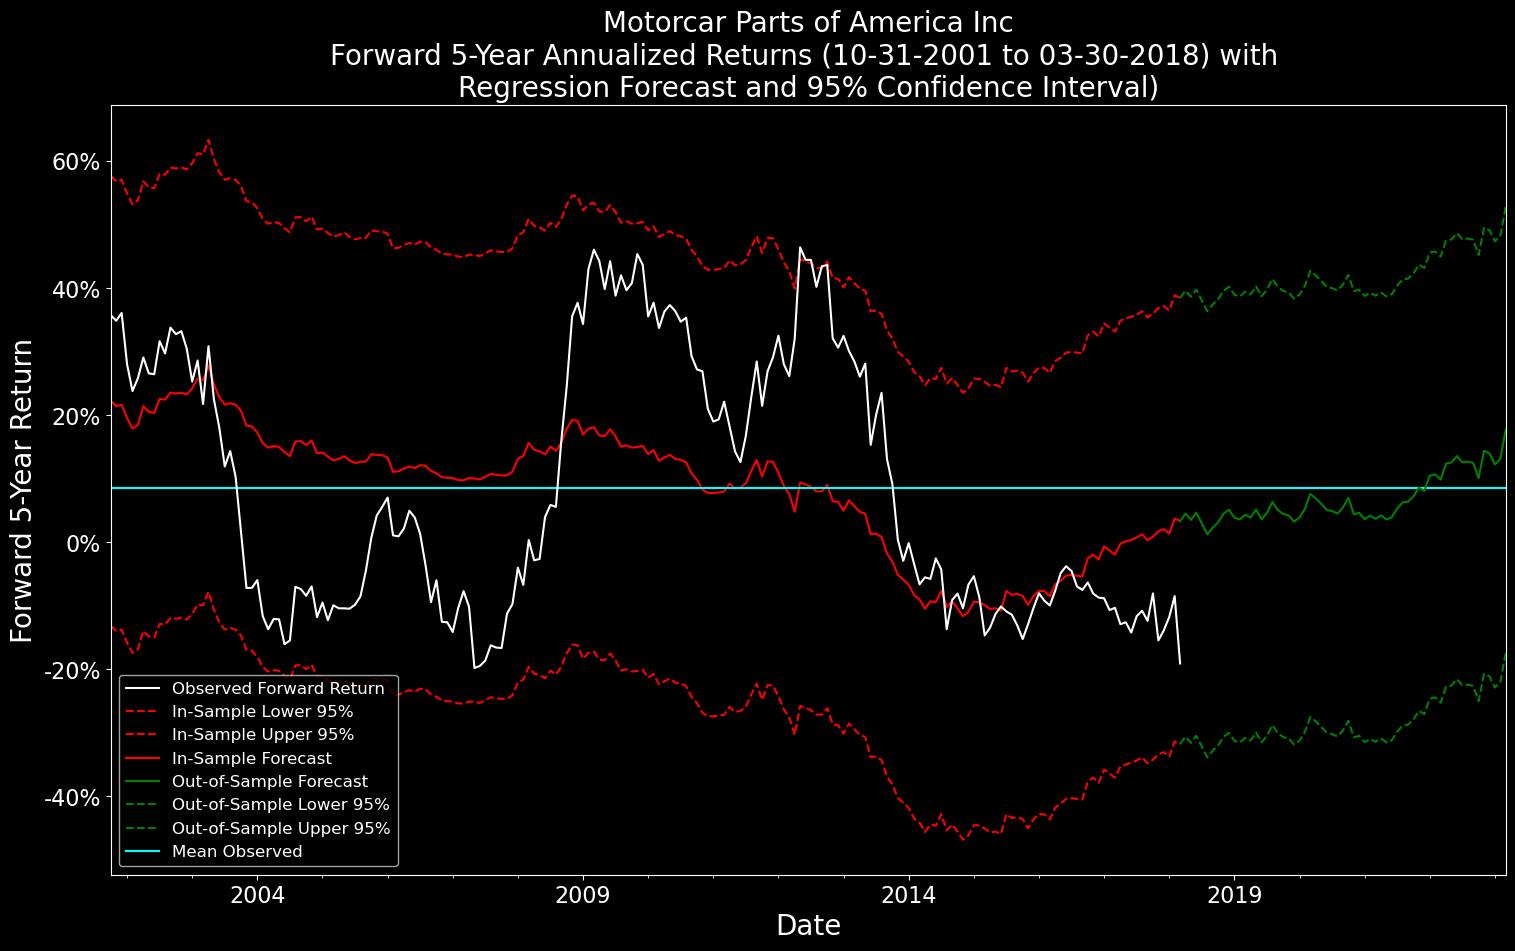 Motorcar Parts of America Inc
Forward 5-Year Annualized Returns (10-31-2001 to 03-30-2018) with
Regression Forecast and 95% Confidence Interval)
Forward 5-Year Return
60%
40%
20%
0%
-20%
-40%
Observed Forward Return
In-Sample Lower 95%
In-Sample Upper 95%
In-Sample Forecast
Out-of-Sample Forecast
Out-of-Sample Lower 95%
Out-of-Sample Upper 95%
Mean Observed
2004
2009
2014
2019
Date